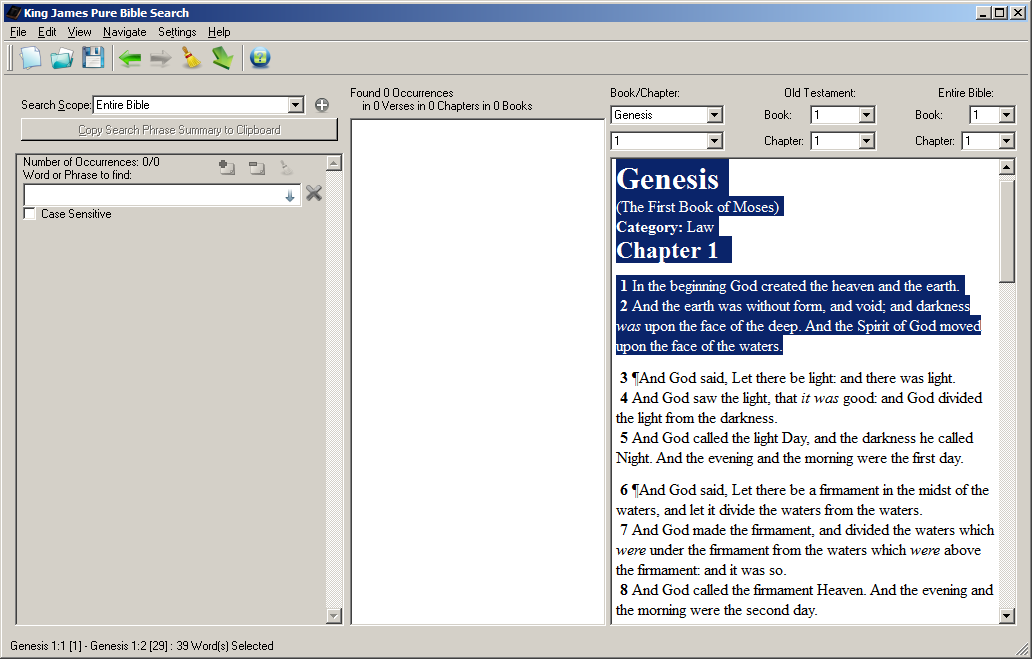 King James Pure Bible Search
File Edit View Navigate Settings Help
Search Scope: Entire Bible
Copy Search Phrase Summary to Clipboard
Number of Occurrences: 0/0
Word or Phrase to find:
Case Sensitive
Found 0 Occurrences
in 0 Verses in 0 Chapters in 0 Books
Book/Chapter: Old Testament: Entire Bible:
Genesis Book: 1 Book: 1
1 Chapter: 1 Chapter: 1
Genesis
(The First Book of Moses)
Category: Law
Chapter 1
1 In the beginning God created the heaven and the earth.
2 And the earth was without form, and void; and darkness
was upon the face of the deep. And the Spirit of God moved
upon the face of the waters.
3 ¶And God said, Let there be light: and there was light.
4 And God saw the light, that it was good: and God divided
the light from the darkness.
5 And God called the light Day, and the darkness he called
Night. And the evening and the morning were the first day.
6 ¶And God said, Let there be a firmament in the midst of the
waters, and let it divide the waters from the waters.
7 And God made the firmament, and divided the waters which
were under the firmament from the waters which were above
the firmament: and it was so.
8 And God called the firmament Heaven. And the evening and
the morning were the second day.
Genesis 1:1 [1] - Genesis 1:2 [29] : 39 Word(s) Selected